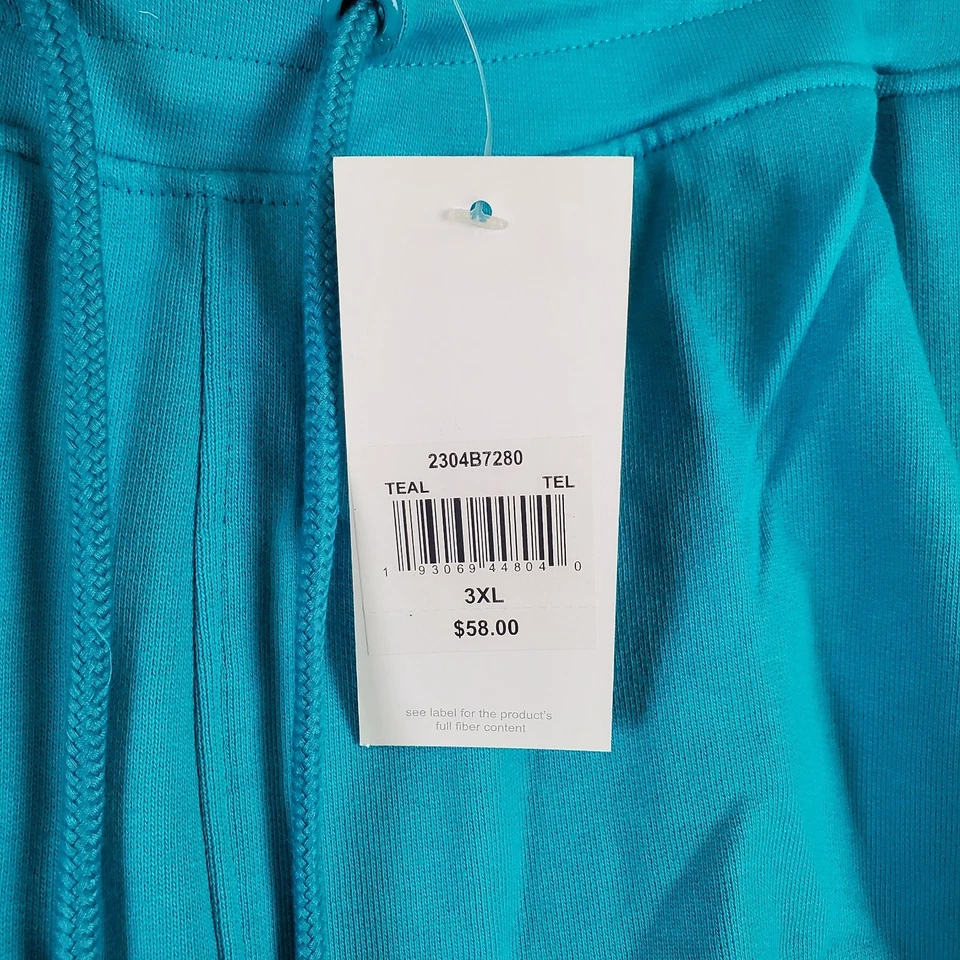 2304B7280
TEAL TEL
1 93069 44804 0
3XL
$58.00
see label for the product's
full fiber content